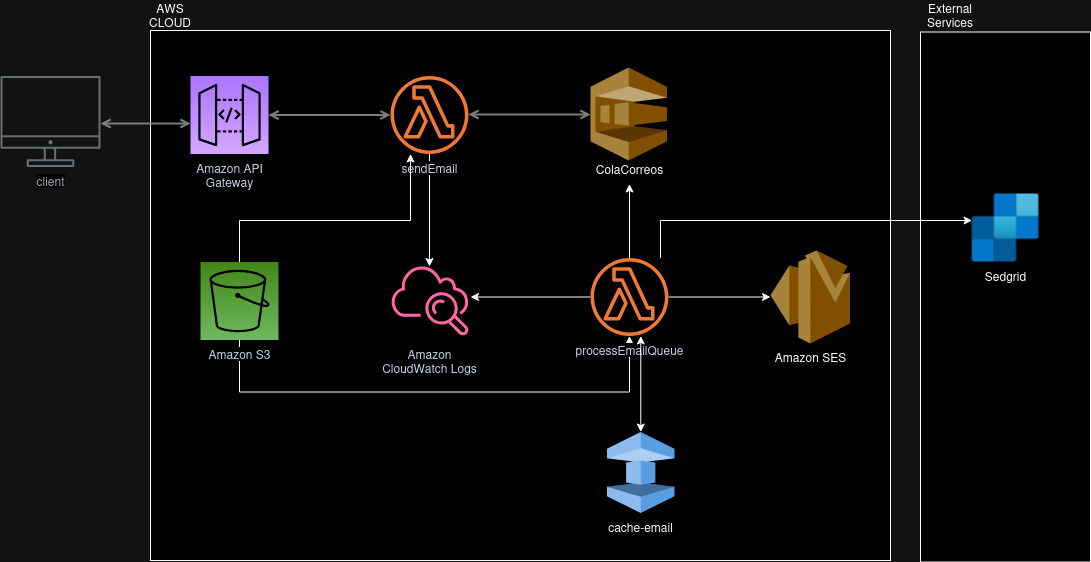 AWS
CLOUD
External
Services
client
Amazon API
Gateway
</>
sendEmail
ColaCorreos
Sedgrid
Amazon S3
Amazon
CloudWatch Logs
processEmailQueue
Amazon SES
cache-email